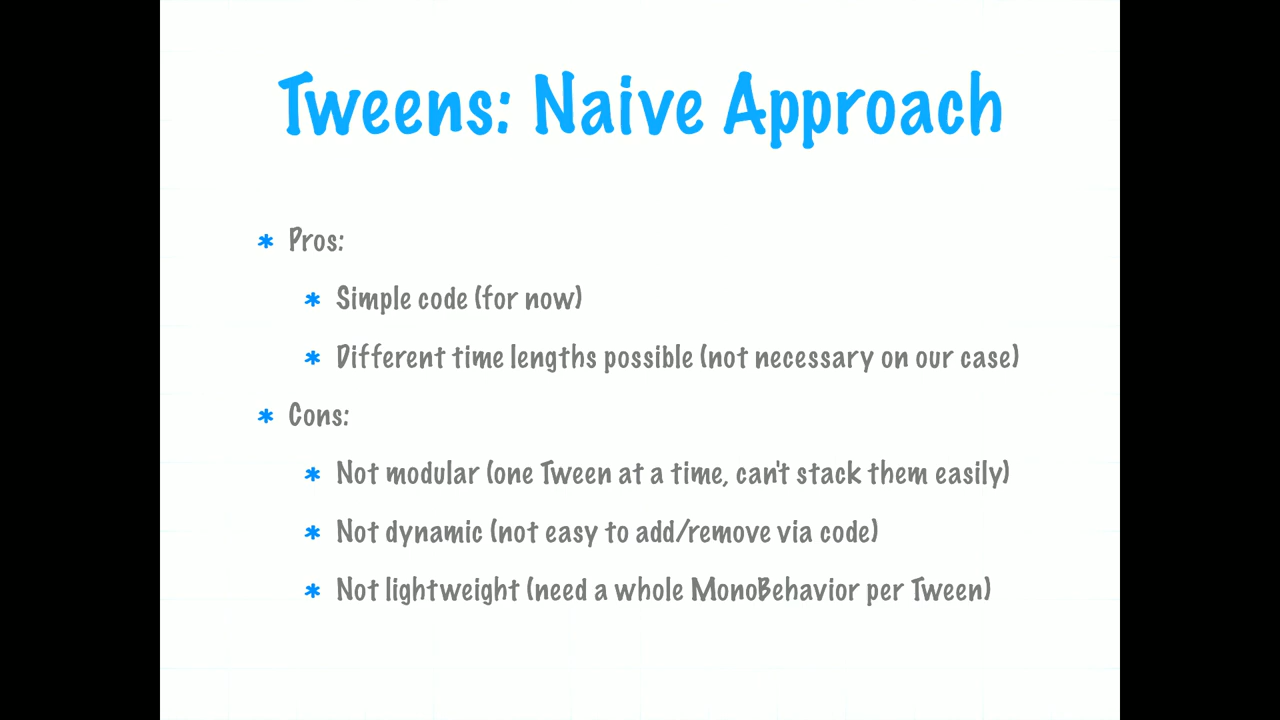 Tweens: Naive Approach
* Pros:
* Simple code (for now)
* Different time lengths possible (not necessary on our case)
* Cons:
* Not modular (one Tween at a time, can't stack them easily)
* Not dynamic (not easy to add/remove via code)
* Not lightweight (need a whole MonoBehavior per Tween)